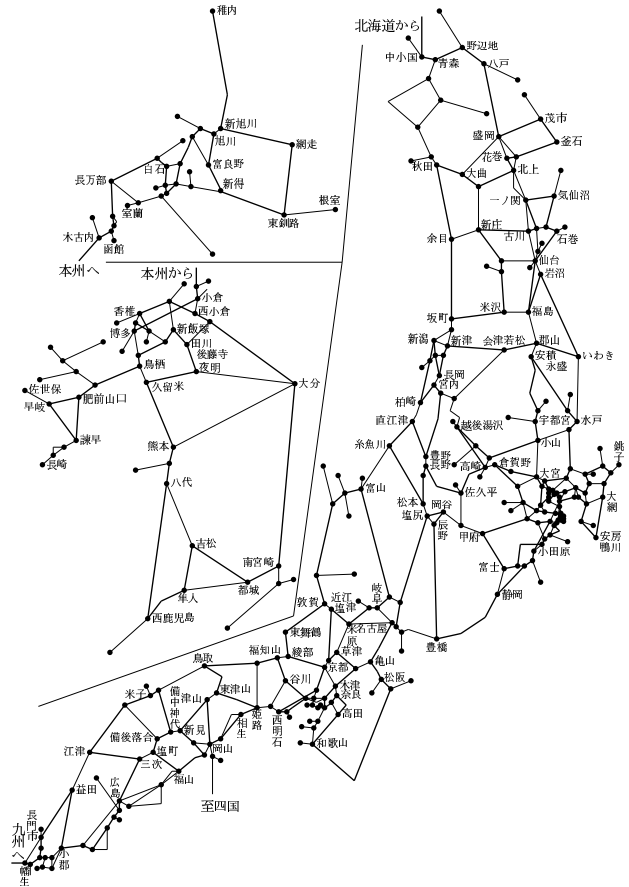 稚内
北海道から
野辺地
中小国
青森
八戸
新旭川
旭川
網走
茂市
盛岡
釜石
花巻
白石
富良野
秋田
北上
大曲
長万部
新得
一ノ関
気仙沼
室蘭
根室
東釧路
新庄
古川
石巻
余目
木古内
函館
仙台
岩沼
本州へ
本州から
小倉
香椎
西小倉
米沢
福島
坂町
博多
新飯塚
新潟
新津
会津若松
郡山
田川
後藤寺
安積
永盛
いわき
鳥栖
夜明
長岡
佐世保
久留米
大分
宮内
早岐
肥前山口
柏崎
直江津
越後湯沢
宇都宮
水戸
諫早
糸魚川
小山
熊本
豊野
長野
高崎
倉賀野
銚子
長崎
大宮
八代
富山
佐久平
松本
岡谷
大網
塩尻
辰野
甲府
安房
鴨川
吉松
小田原
南宮崎
富士
都城
隼人
岐阜
静岡
敦賀
近江
塩津
西鹿児島
米原
名古屋
東舞鶴
豊橋
福知山
綾部
草津
鳥取
京都
亀山
谷川
木津
奈良
松阪
米子
備中神代
津山
東津山
姫路
西明石
相生
高田
備後落合
新見
岡山
和歌山
江津
塩町
三次
福山
益田
広島
至四国
長門市
九州へ
小郡
幡生